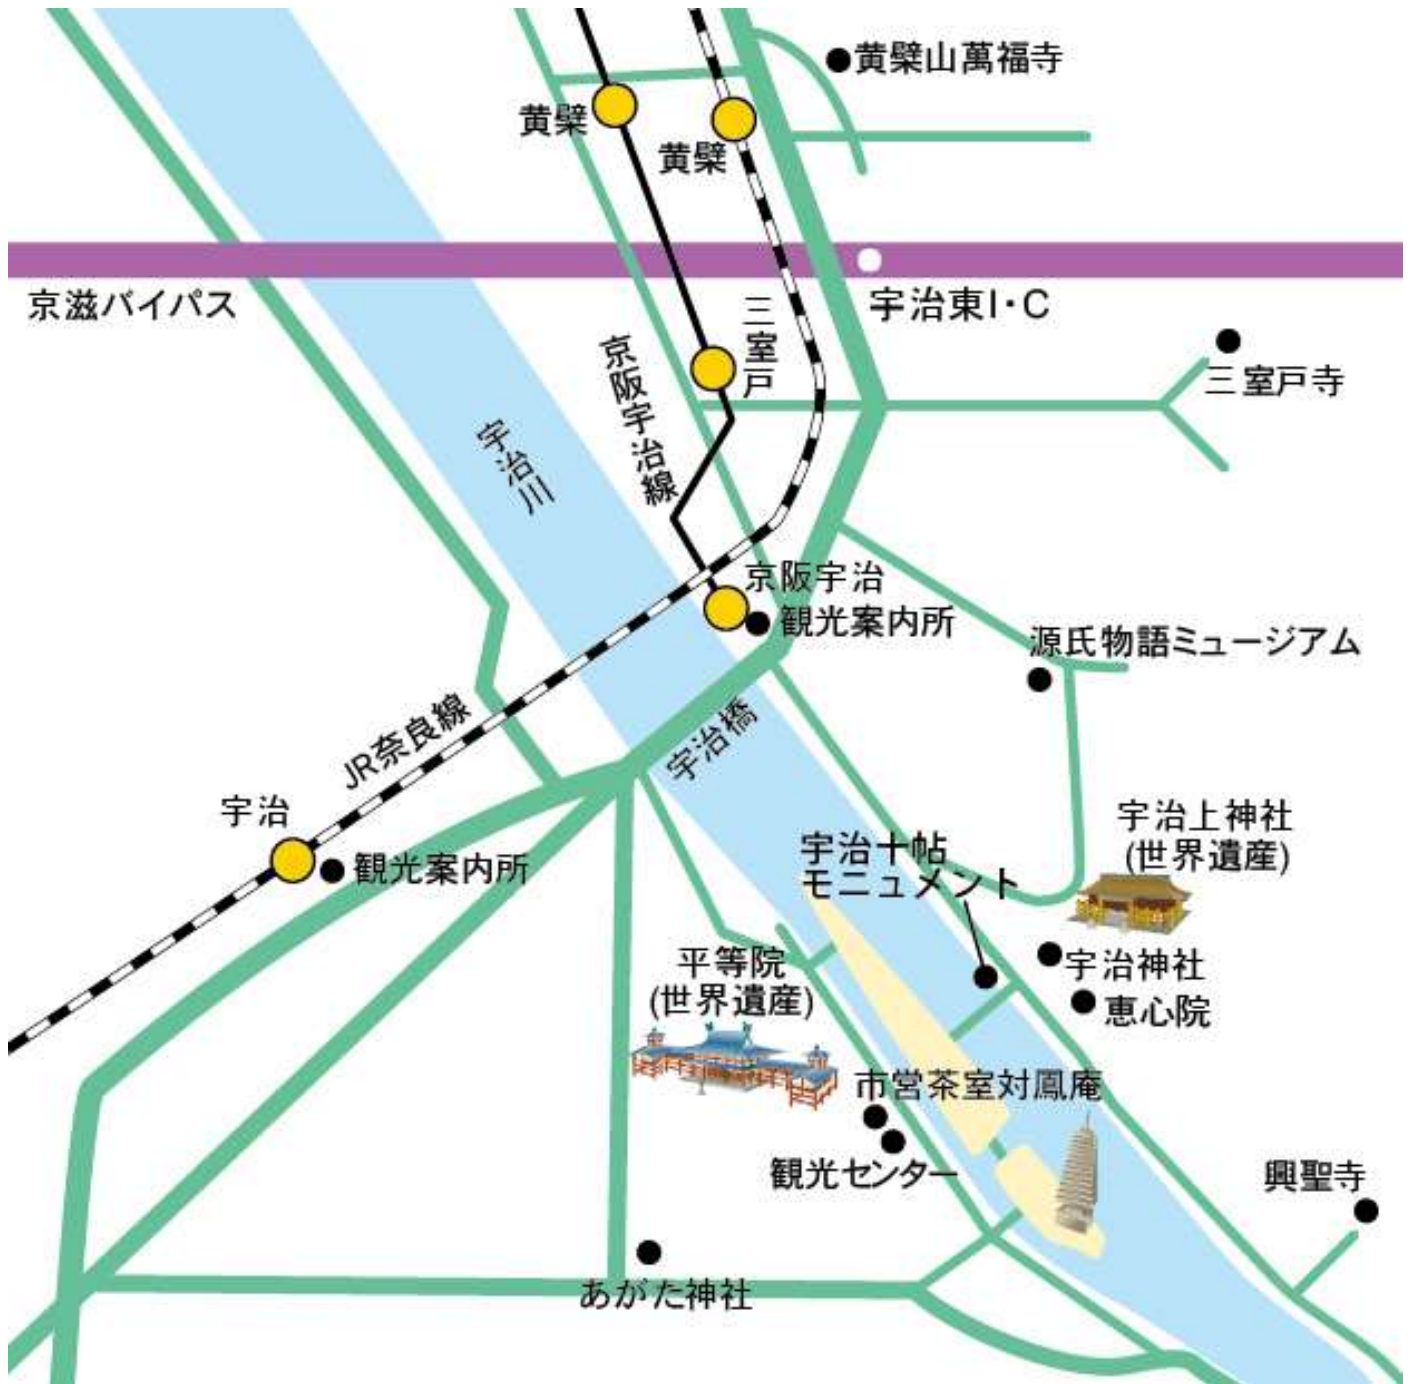 黄檗山萬福寺
黄檗
黄檗
京滋バイパス
宇治東I・C
三室戸
三室戸寺
京阪宇治線
宇治川
京阪宇治
観光案内所
源氏物語ミュージアム
JR奈良線
宇治橋
宇治
観光案内所
宇治上神社
(世界遺産)
宇治十帖
モニュメント
平等院
(世界遺産)
宇治神社
恵心院
市営茶室対鳳庵
観光センター
興聖寺
あがた神社